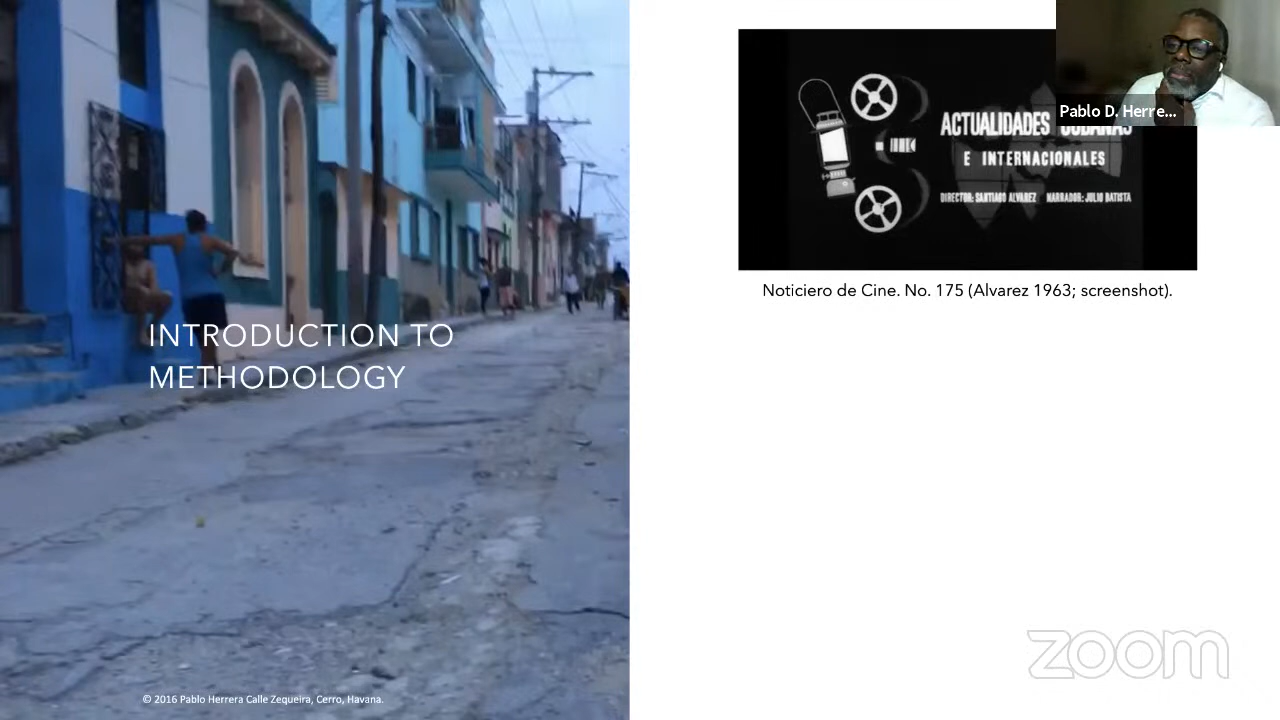 INTRODUCTION TO
METHODOLOGY
© 2016 Pablo Herrera Calle Zequeira, Cerro, Havana.
ACTUALIDADES CUBANAS
E INTERNACIONALES
DIRECTOR: SANTIAGO ALVAREZ NARRADOR: JULIO BATISTA
Pablo D. Herre...
Noticiero de Cine. No. 175 (Alvarez 1963; screenshot).
zoom